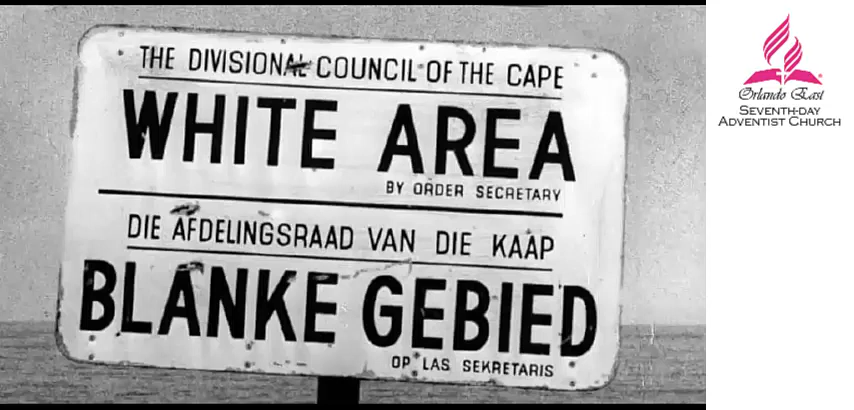 THE DIVISIONAL COUNCIL OF THE CAPE
WHITE AREA
BY ORDER SECRETARY
DIE AFDELINGSRAAD VAN DIE KAAP
BLANKE GEBIED
OP LAS SEKRETARIS
Orlando East
SEVENTH-DAY
ADVENTIST CHURCH